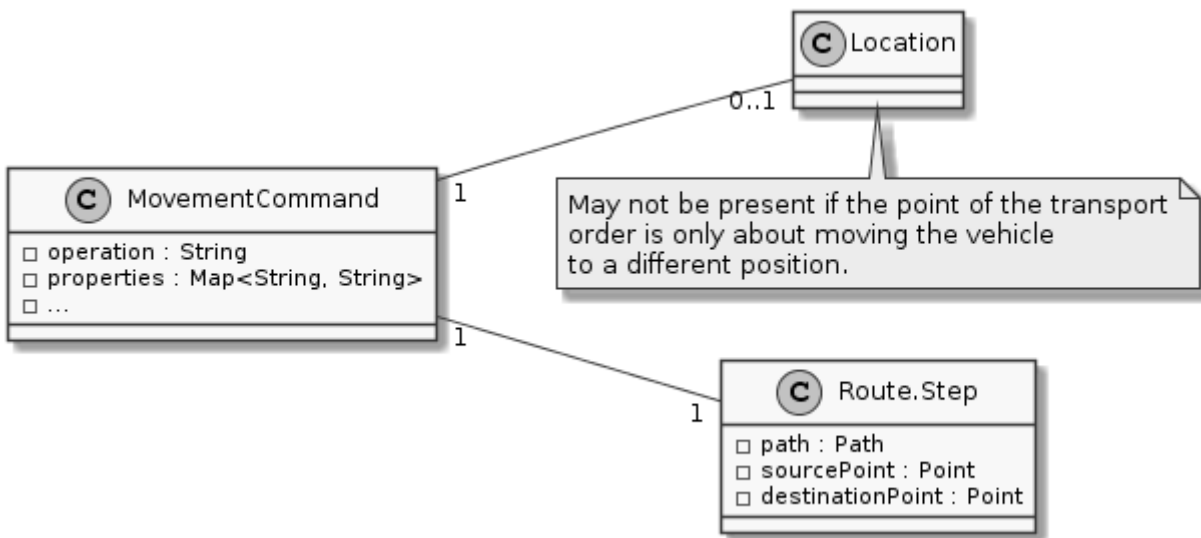 C Location
0..1
C MovementCommand
1
operation : String
properties : Map<String, String>
...
May not be present if the point of the transport
order is only about moving the vehicle
to a different position.
1
C Route.Step
1
path : Path
sourcePoint : Point
destinationPoint : Point